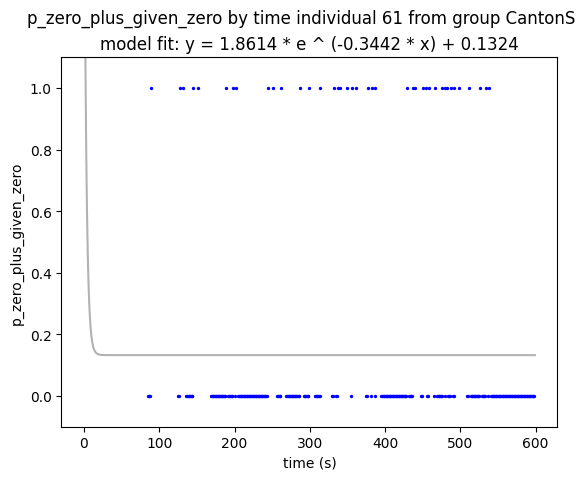 p_zero_plus_given_zero by time individual 61 from group CantonS
model fit: y = 1.8614 * e ^ (-0.3442 * x) + 0.1324
1.0
0.8
0.6
0.4
0.2
0.0
p_zero_plus_given_zero
0 100 200 300 400 500 600
time (s)